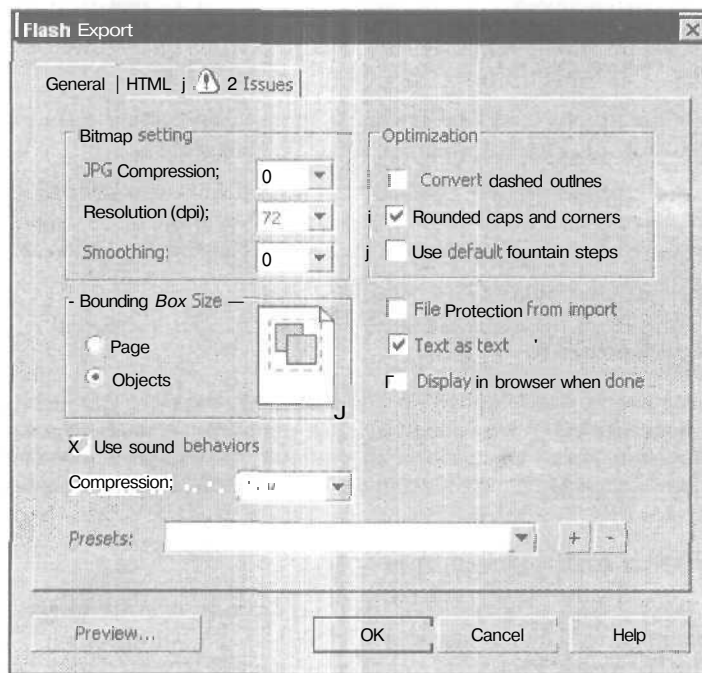 Flash Export
General | HTML j 2 Issues
Bitmap setting
JPG Compression; 0
Resolution (dpi); 72
Smoothing: 0
Optimization
Convert dashed outlnes
i Rounded caps and corners
j Use default fountain steps
- Bounding Box Size —
Page
Objects
J
File Protection from import
Text as text '
Γ Display in browser when done
X Use sound behaviors
Compression;
Presets:
+ -
Preview...
OK Cancel Help